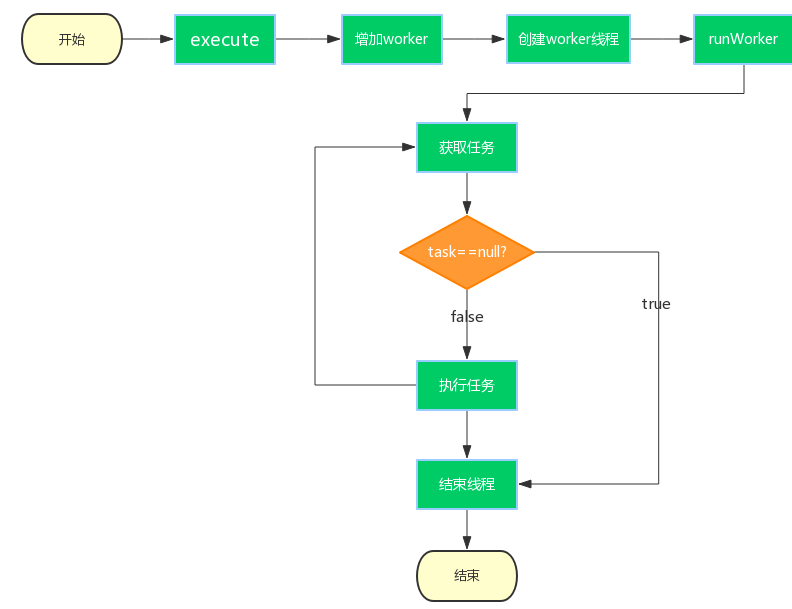 开始
execute
增加worker
创建worker线程
runWorker
获取任务
task==null?
true
false
执行任务
结束线程
结束